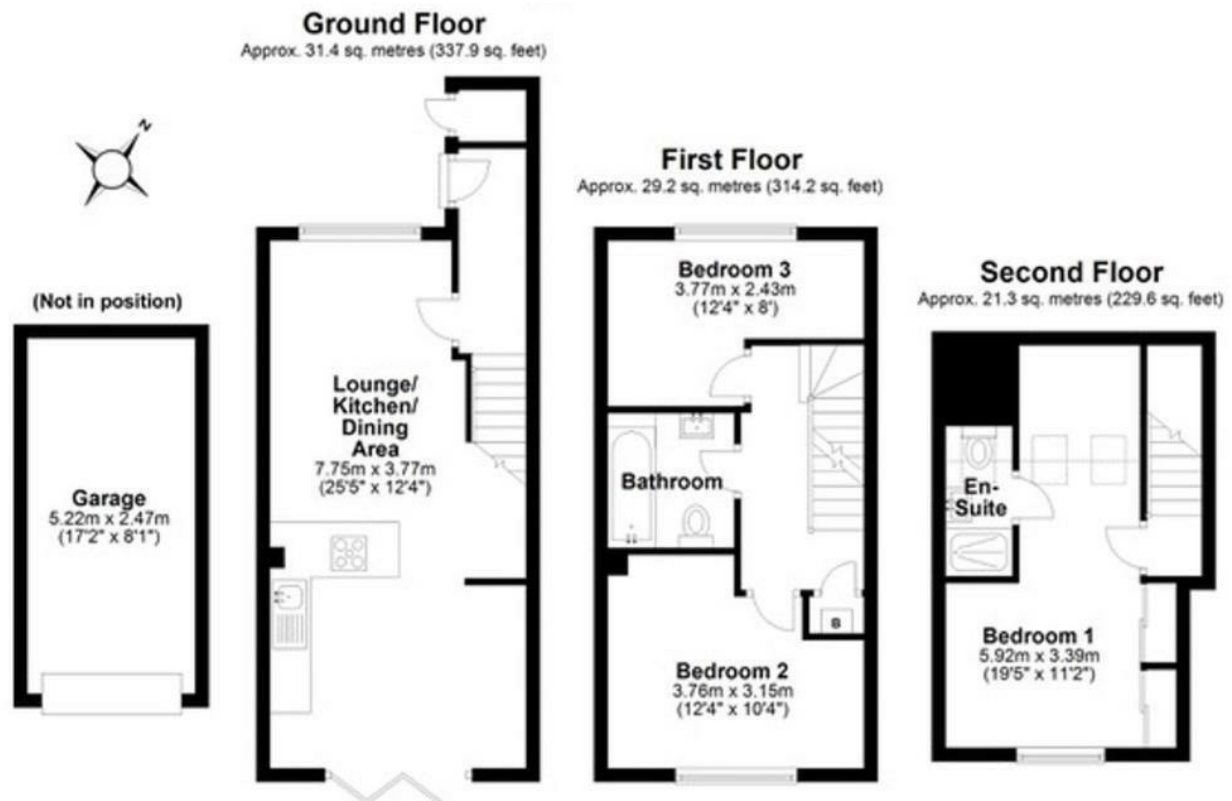 Ground Floor
Approx. 31.4 sq. metres (337.9 sq. feet)
N
First Floor
Approx. 29.2 sq. metres (314.2 sq. feet)
Second Floor
Approx. 21.3 sq. metres (229.6 sq. feet)
(Not in position)
Garage
5.22m x 2.47m
(17'2" x 8'1")
Lounge/
Kitchen/
Dining
Area
7.75m x 3.77m
(25'5" x 12'4")
Bedroom 3
3.77m x 2.43m
(12'4" x 8')
Bathroom
B
Bedroom 2
3.76m x 3.15m
(12'4" x 10'4")
En-
Suite
Bedroom 1
5.92m x 3.39m
(19'5" x 11'2")